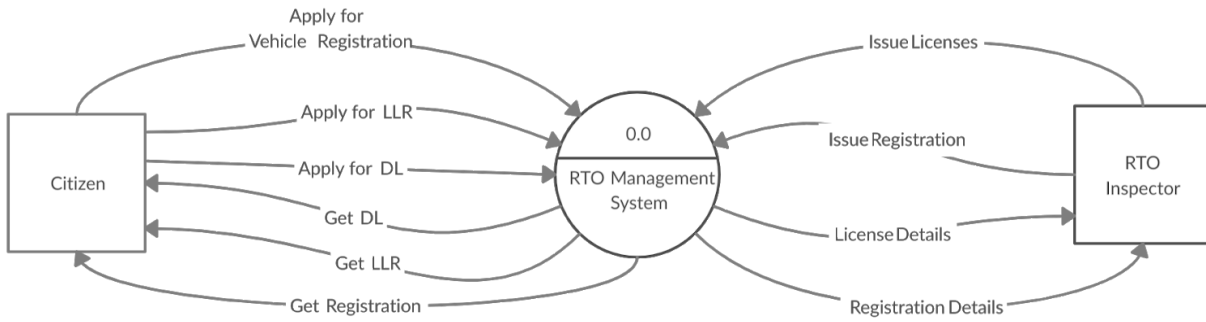 Apply for
Vehicle Registration
Issue Licenses
Apply for LLR
0.0
Issue Registration
Apply for DL
RTO Management
System
Citizen
RTO
Inspector
Get DL
License Details
Get LLR
Get Registration
Registration Details